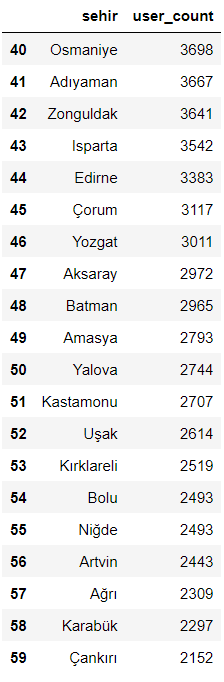 sehir user_count
40 Osmaniye 3698
41 Adıyaman 3667
42 Zonguldak 3641
43 Isparta 3542
44 Edirne 3383
45 Çorum 3117
46 Yozgat 3011
47 Aksaray 2972
48 Batman 2965
49 Amasya 2793
50 Yalova 2744
51 Kastamonu 2707
52 Uşak 2614
53 Kırklareli 2519
54 Bolu 2493
55 Niğde 2493
56 Artvin 2443
57 Ağrı 2309
58 Karabük 2297
59 Çankırı 2152